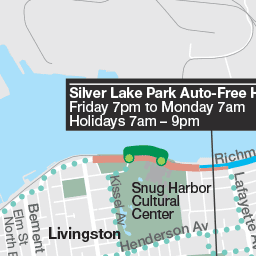 Silver Lake Park Auto-Free H
Friday 7pm to Monday 7am
Holidays 7am – 9pm
Richm
Snug Harbor
Cultural
Center
Kissel Av
Lafayette Av
Bement
Elm St
North B
Livingston
Henderson Av